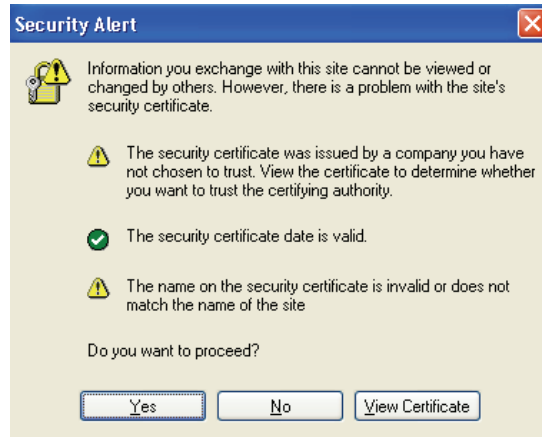 Security Alert
Information you exchange with this site cannot be viewed or
changed by others. However, there is a problem with the site's
security certificate.
The security certificate was issued by a company you have
not chosen to trust. View the certificate to determine whether
you want to trust the certifying authority.
The security certificate date is valid.
The name on the security certificate is invalid or does not
match the name of the site
Do you want to proceed?
Yes No View Certificate